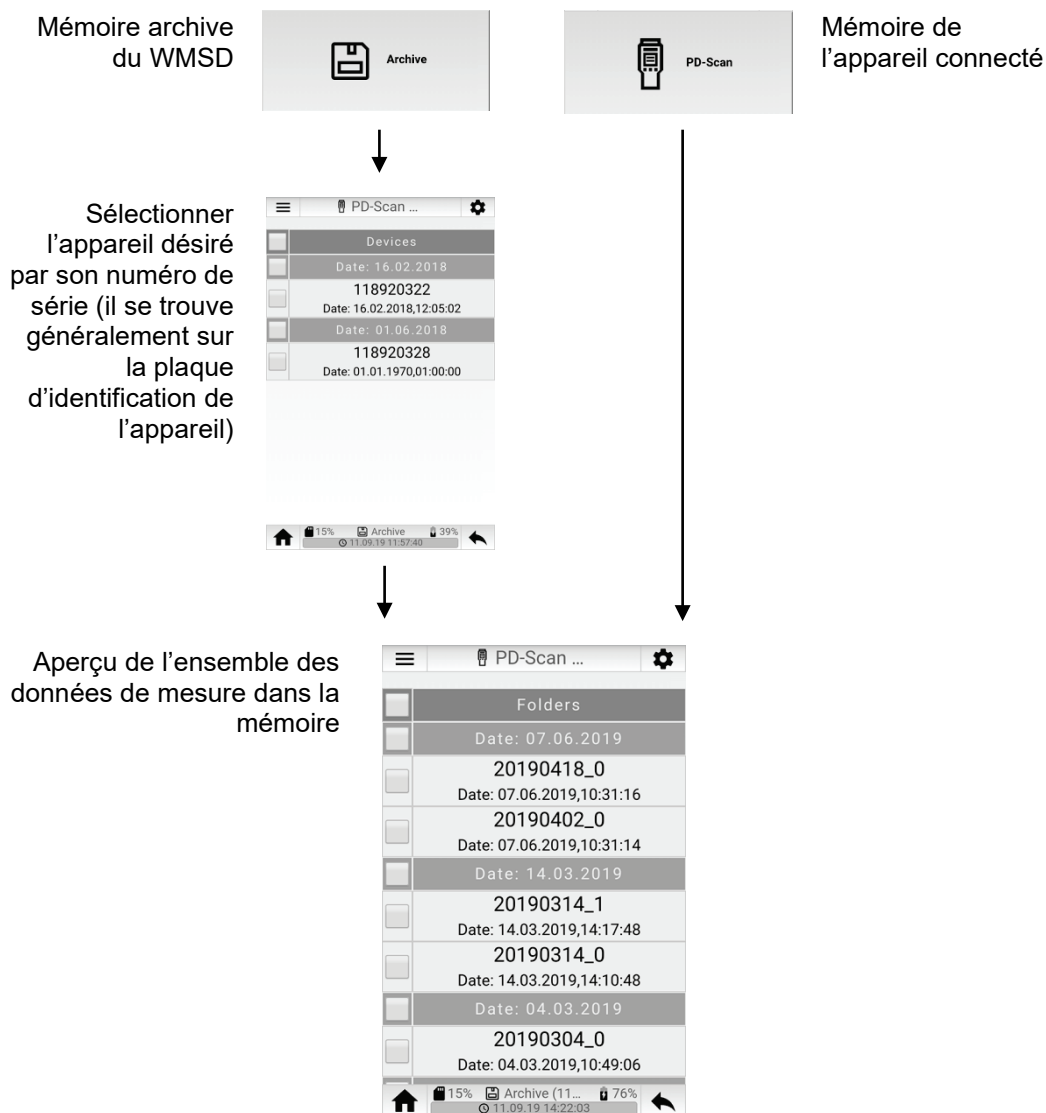 Mémoire archive
du WMSD
Archive
PD-Scan
Mémoire de
l’appareil connecté
Sélectionner
l’appareil désiré
par son numéro de
série (il se trouve
généralement sur
la plaque
d’identification de
l’appareil)
PD-Scan ...
Devices
Date: 16.02.2018
118920322
Date: 16.02.2018,12:05:02
Date: 01.06.2018
118920328
Date: 01.01.1970,01:00:00
15% Archive 39%
11.09.19 11:57:40
Aperçu de l’ensemble des
données de mesure dans la
mémoire
PD-Scan ...
Folders
Date: 07.06.2019
20190418_0
Date: 07.06.2019,10:31:16
20190402_0
Date: 07.06.2019,10:31:14
Date: 14.03.2019
20190314_1
Date: 14.03.2019,14:17:48
20190314_0
Date: 14.03.2019,14:10:48
Date: 04.03.2019
20190304_0
Date: 04.03.2019,10:49:06
15% Archive (11... 76%
11.09.19 14:22:03